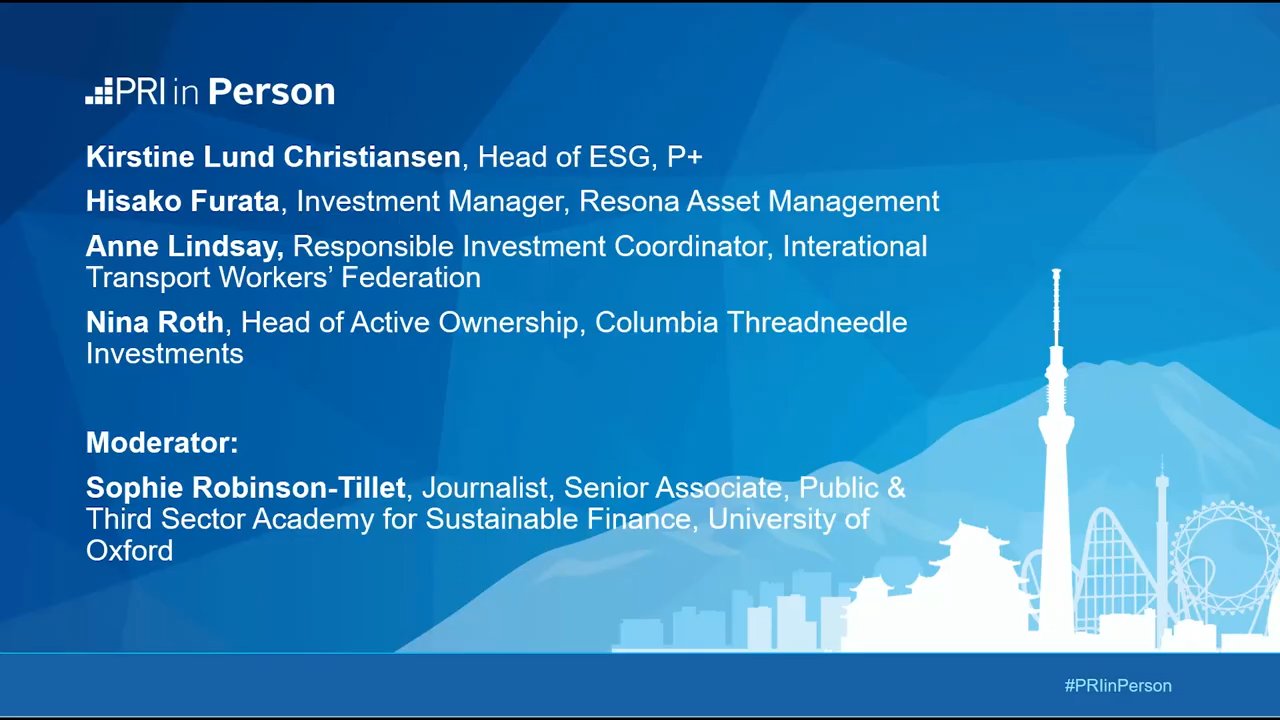 PRI in Person
Kirstine Lund Christiansen, Head of ESG, P+
Hisako Furata, Investment Manager, Resona Asset Management
Anne Lindsay, Responsible Investment Coordinator, Interational
Transport Workers’ Federation
Nina Roth, Head of Active Ownership, Columbia Threadneedle
Investments
Moderator:
Sophie Robinson-Tillet, Journalist, Senior Associate, Public &
Third Sector Academy for Sustainable Finance, University of
Oxford
#PRIinPerson